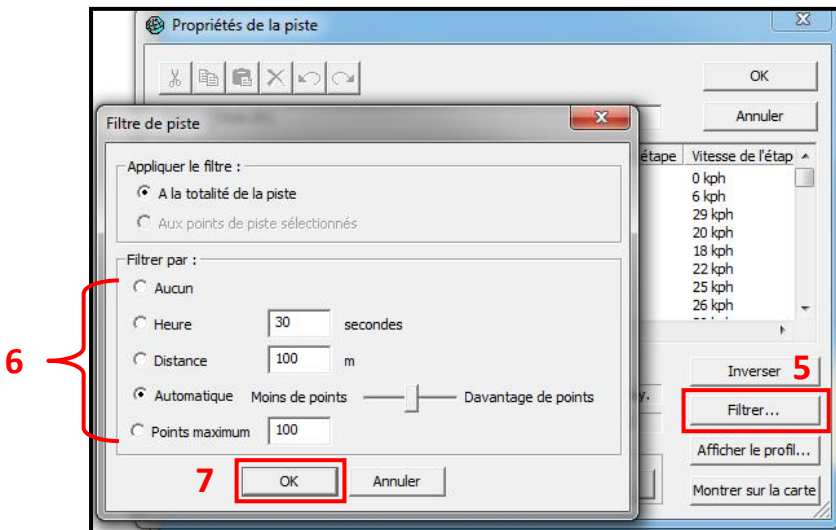 Propriétés de la piste
OK
Annuler
Filtre de piste
étape Vitesse de l'étap
0 kph
6 kph
29 kph
20 kph
18 kph
22 kph
25 kph
26 kph
Appliquer le filtre :
A la totalité de la piste
Aux points de piste sélectionnés
Filtrer par :
Aucun
Heure 30 secondes
Distance 100 m
Automatique Moins de points Davantage de points
Points maximum 100
6
7
OK Annuler
Inverser 5
y.
Filtrer...
Afficher le profil...
Montrer sur la carte